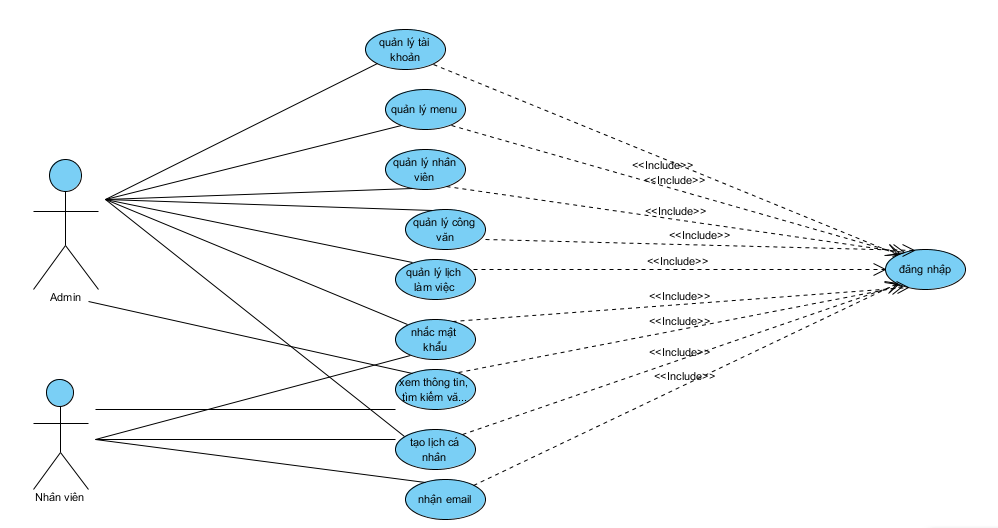 quản lý tài
khoản
quản lý menu
quản lý nhân
viên
quản lý công
văn
quản lý lịch
làm việc
nhắc mật
khẩu
xem thông tin,
tìm kiếm vă...
tạo lịch cá
nhân
nhận email
Admin
Nhân viên
<<Include>>
<<Include>>
<<Include>>
<<Include>>
<<Include>>
<<Include>>
<<Include>>
<<Include>>
<<Include>>
đăng nhập